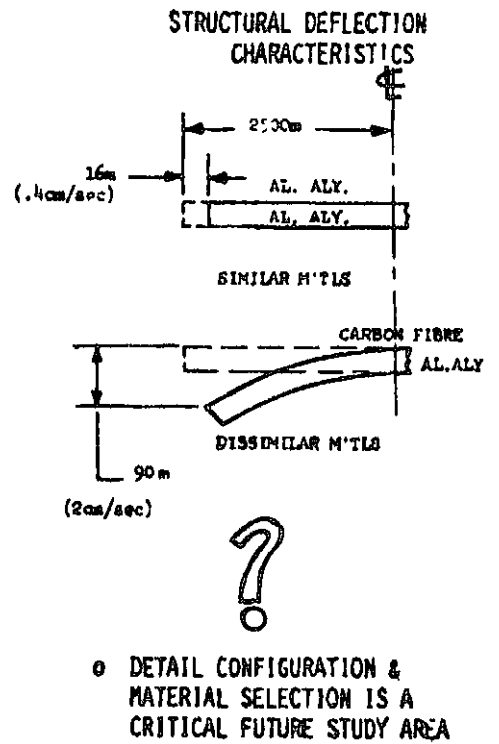 STRUCTURAL DEFLECTION
CHARACTERISTICS
16m
(.4cm/sec)
AL. ALY.
AL. ALY.
SIMILAR M'TLS
CARBON FIBRE
AL.ALY
DISSIMILAR M'TLS
90m
(2cm/sec)
?
o DETAIL CONFIGURATION &
MATERIAL SELECTION IS A
CRITICAL FUTURE STUDY AREA